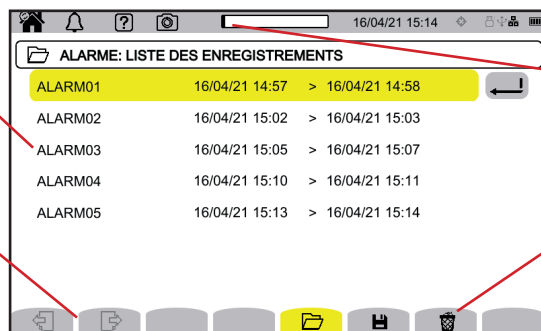 16/04/21 15:14
ALARME: LISTE DES ENREGISTREMENTS
ALARM01 16/04/21 14:57 > 16/04/21 14:58
ALARM02 16/04/21 15:02 > 16/04/21 15:03
ALARM03 16/04/21 15:05 > 16/04/21 15:07
ALARM04 16/04/21 15:10 > 16/04/21 15:11
ALARM05 16/04/21 15:13 > 16/04/21 15:14